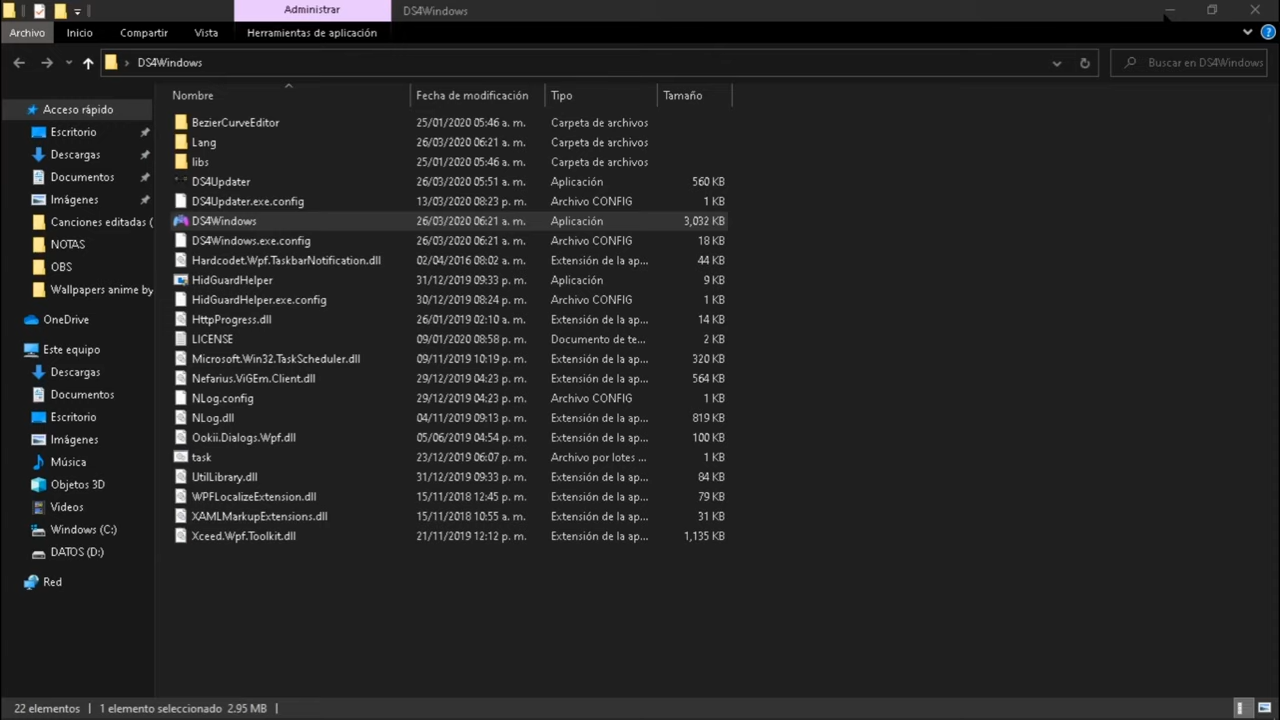 Administrar
DS4Windows
Archivo Inicio Compartir Vista Herramientas de aplicación
DS4Windows
Buscar en DS4Windows
Nombre Fecha de modificación Tipo Tamaño
Acceso rápido
Escritorio
Descargas
Documentos
Imágenes
Canciones editadas (
NOTAS
OBS
Wallpapers anime by
OneDrive
Este equipo
Descargas
Documentos
Escritorio
Imágenes
Música
Objetos 3D
Videos
Windows (C:)
DATOS (D:)
Red
BezierCurveEditor 25/01/2020 05:46 a. m. Carpeta de archivos
Lang 26/03/2020 06:21 a. m. Carpeta de archivos
libs 25/01/2020 05:46 a. m. Carpeta de archivos
DS4Updater 26/03/2020 05:51 a. m. Aplicación 560 KB
DS4Updater.exe.config 13/03/2020 08:23 p. m. Archivo CONFIG 1 KB
DS4Windows 26/03/2020 06:21 a. m. Aplicación 3,032 KB
DS4Windows.exe.config 26/03/2020 06:21 a. m. Archivo CONFIG 18 KB
Hardcodet.Wpf.TaskbarNotification.dll 02/04/2016 08:02 a. m. Extensión de la ap... 44 KB
HidGuardHelper 31/12/2019 09:33 p. m. Aplicación 9 KB
HidGuardHelper.exe.config 30/12/2019 08:24 p. m. Archivo CONFIG 1 KB
HttpProgress.dll 26/01/2019 02:10 a. m. Extensión de la ap... 14 KB
LICENSE 09/01/2020 08:58 p. m. Documento de te... 2 KB
Microsoft.Win32.TaskScheduler.dll 09/11/2019 10:19 p. m. Extensión de la ap... 320 KB
Nefarius.ViGEm.Client.dll 29/12/2019 04:23 p. m. Extensión de la ap... 564 KB
NLog.config 29/12/2019 04:23 p. m. Archivo CONFIG 1 KB
NLog.dll 04/11/2019 09:13 p. m. Extensión de la ap... 819 KB
Ookii.Dialogs.Wpf.dll 05/06/2019 04:54 p. m. Extensión de la ap... 100 KB
task 23/12/2019 06:07 p. m. Archivo por lotes ... 1 KB
UtilLibrary.dll 31/12/2019 09:33 p. m. Extensión de la ap... 84 KB
WPFLocalizeExtension.dll 15/11/2018 12:45 p. m. Extensión de la ap... 79 KB
XAMLMarkupExtensions.dll 15/11/2018 10:55 a. m. Extensión de la ap... 31 KB
Xceed.Wpf.Toolkit.dll 21/11/2019 12:12 p. m. Extensión de la ap... 1,135 KB
22 elementos 1 elemento seleccionado 2.95 MB